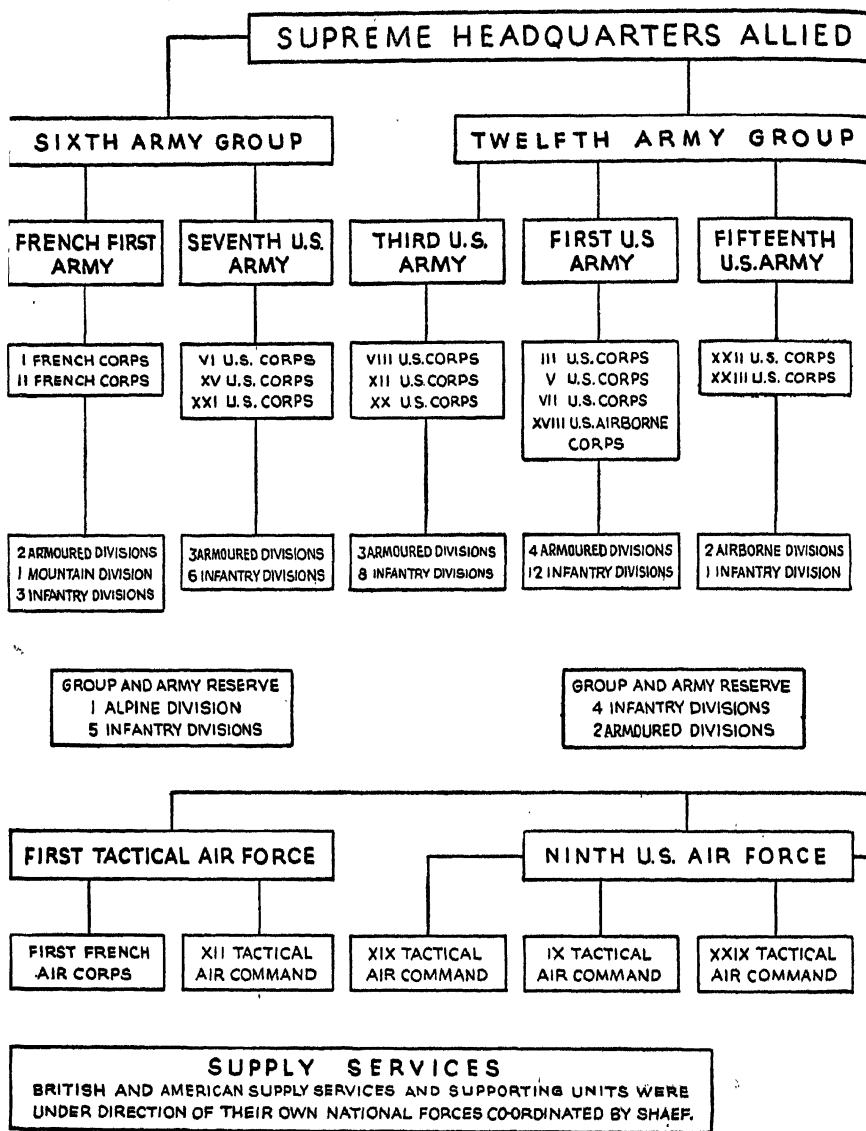 SUPREME HEADQUARTERS ALLIED
SIXTH ARMY GROUP
TWELFTH ARMY GROUP
FRENCH FIRST
ARMY
SEVENTH U.S.
ARMY
THIRD U.S.
ARMY
FIRST U.S
ARMY
FIFTEENTH
U.S. ARMY
I FRENCH CORPS
II FRENCH CORPS
VI U.S. CORPS
XV U.S. CORPS
XXI U.S. CORPS
VIII U.S. CORPS
XII U.S. CORPS
XX U.S. CORPS
III U.S. CORPS
V U.S. CORPS
VII U.S. CORPS
XVIII U.S. AIRBORNE
CORPS
XXII U.S. CORPS
XXIII U.S. CORPS
2 ARMOURED DIVISIONS
1 MOUNTAIN DIVISION
3 INFANTRY DIVISIONS
3 ARMOURED DIVISIONS
6 INFANTRY DIVISIONS
3 ARMOURED DIVISIONS
8 INFANTRY DIVISIONS
4 ARMOURED DIVISIONS
12 INFANTRY DIVISIONS
2 AIRBORNE DIVISIONS
1 INFANTRY DIVISION
GROUP AND ARMY RESERVE
1 ALPINE DIVISION
5 INFANTRY DIVISIONS
GROUP AND ARMY RESERVE
4 INFANTRY DIVISIONS
2 ARMOURED DIVISIONS
FIRST TACTICAL AIR FORCE
NINTH U.S. AIR FORCE
FIRST FRENCH
AIR CORPS
XII TACTICAL
AIR COMMAND
XIX TACTICAL
AIR COMMAND
IX TACTICAL
AIR COMMAND
XXIX TACTICAL
AIR COMMAND
SUPPLY SERVICES
BRITISH AND AMERICAN SUPPLY SERVICES AND SUPPORTING UNITS WERE
UNDER DIRECTION OF THEIR OWN NATIONAL FORCES CO-ORDINATED BY SHAEF.